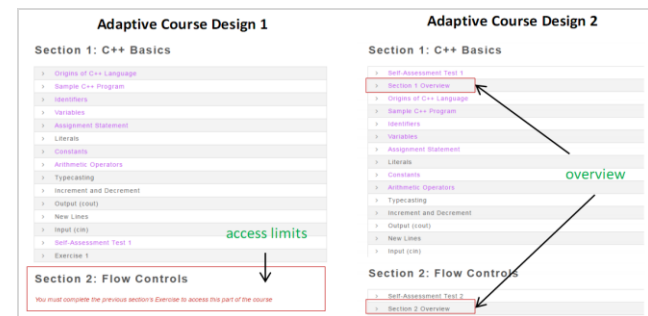 Adaptive Course Design 1
Section 1: C++ Basics
> Origins of C++ Language
> Sample C++ Program
> Identifiers
> Variables
> Assignment Statement
> Literals
> Constants
> Arithmetic Operators
> Typecasting
> Increment and Decrement
> Output (cout)
> New Lines
> Input (cin)
> Self-Assessment Test 1
> Exercise 1
access limits
Section 2: Flow Controls
You must complete the previous section's Exercise to access this part of the course
Adaptive Course Design 2
Section 1: C++ Basics
> Self-Assessment Test 1
> Section 1 Overview
> Origins of C++ Language
> Sample C++ Program
> Identifiers
> Variables
> Assignment Statement
> Literals
> Constants
> Arithmetic Operators
> Typecasting
> Increment and Decrement
> Output (cout)
> New Lines
> Input (cin)
overview
Section 2: Flow Controls
> Self-Assessment Test 2
> Section 2 Overview